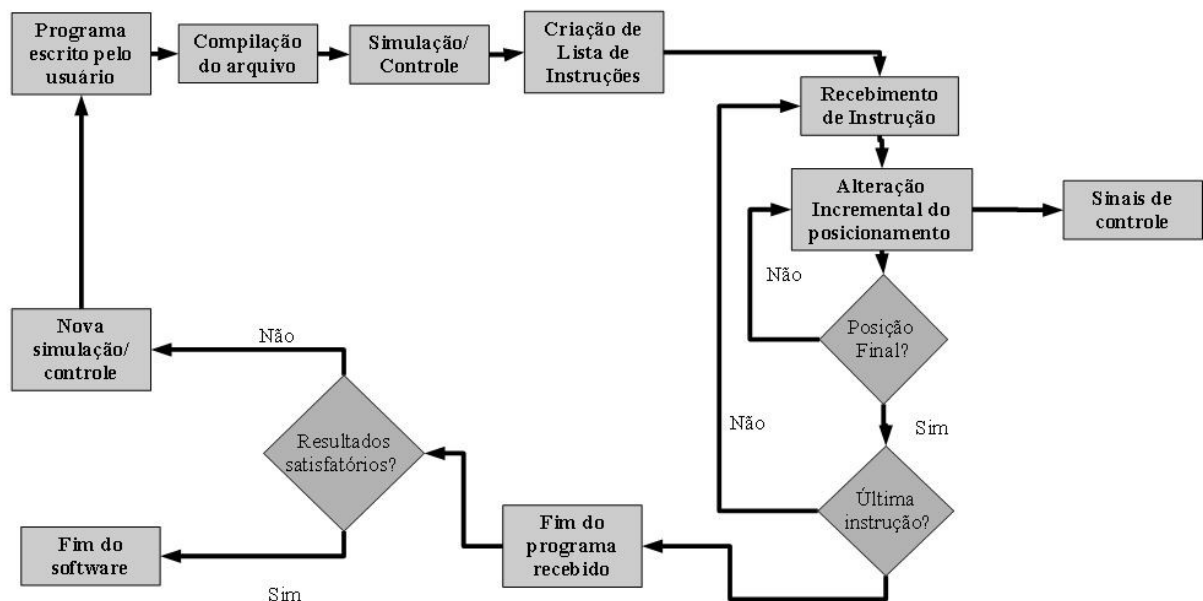 Programa
escrito pelo
usuário
Compilação
do arquivo
Simulação/
Controle
Criação de
Lista de
Instruções
Recebimento
de Instrução
Alteração
Incremental do
posicionamento
Sinais de
controle
Não
Posição
Final?
Sim
Não
Última
instrução?
Fim do
programa
recebido
Resultados
satisfatórios?
Não
Nova
simulação/
controle
Sim
Fim do
software